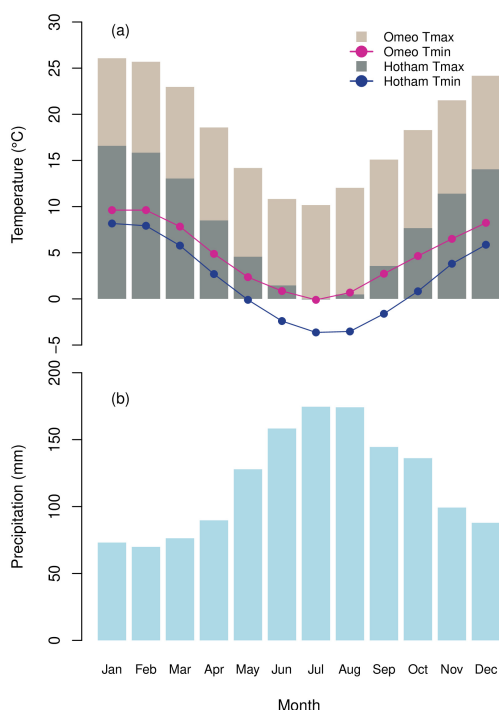 (a)
Omeo Tmax
Omeo Tmin
Hotham Tmax
Hotham Tmin
Temperature (°C)
30
25
20
15
10
5
0
−5
(b)
Precipitation (mm)
200
150
100
50
0
Jan Feb Mar Apr May Jun Jul Aug Sep Oct Nov Dec
Month